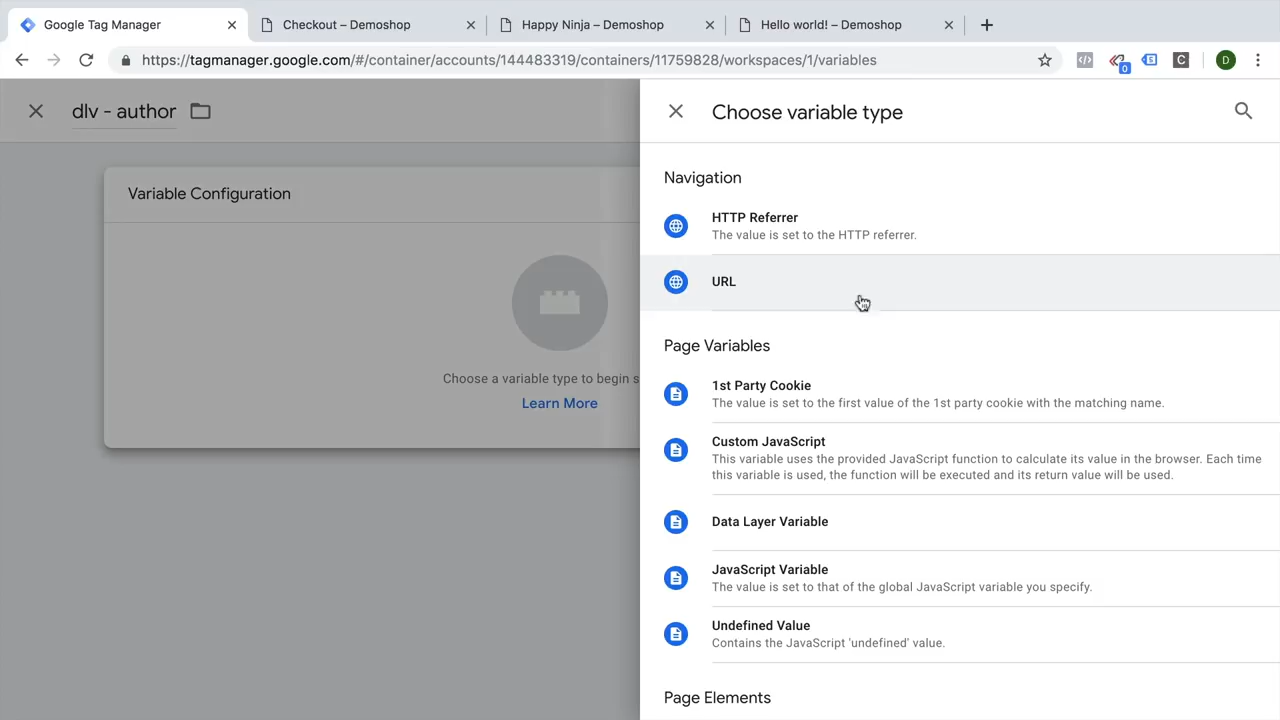 Google Tag Manager
Checkout – Demoshop
Happy Ninja – Demoshop
Hello world! – Demoshop
https://tagmanager.google.com/#/container/accounts/144483319/containers/11759828/workspaces/1/variables
0
S
C
D
dlv - author
Variable Configuration
Choose a variable type to begin s
Learn More
Choose variable type
Navigation
HTTP Referrer
The value is set to the HTTP referrer.
URL
Page Variables
1st Party Cookie
The value is set to the first value of the 1st party cookie with the matching name.
Custom JavaScript
This variable uses the provided JavaScript function to calculate its value in the browser. Each time
this variable is used, the function will be executed and its return value will be used.
Data Layer Variable
JavaScript Variable
The value is set to that of the global JavaScript variable you specify.
Undefined Value
Contains the JavaScript 'undefined' value.
Page Elements